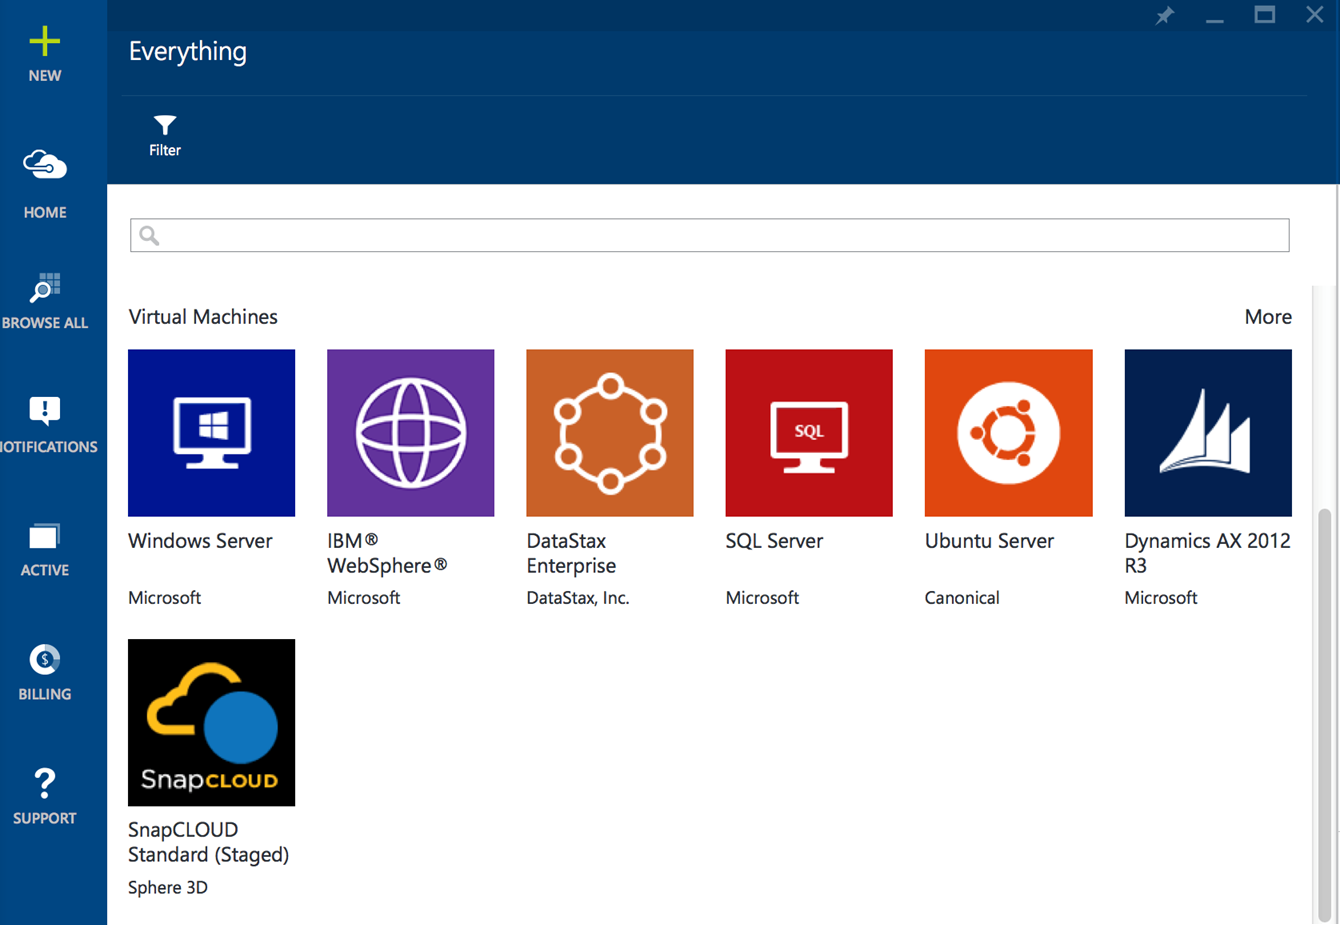 NEW
HOME
BROWSE ALL
NOTIFICATIONS
ACTIVE
$
BILLING
SUPPORT
Everything
Filter
Virtual Machines
More
Windows Server
Microsoft
IBM®
WebSphere®
Microsoft
DataStax
Enterprise
DataStax, Inc.
SQL
SQL Server
Microsoft
Ubuntu Server
Canonical
Dynamics AX 2012
R3
Microsoft
SnapCLOUD
SnapCLOUD
Standard (Staged)
Sphere 3D